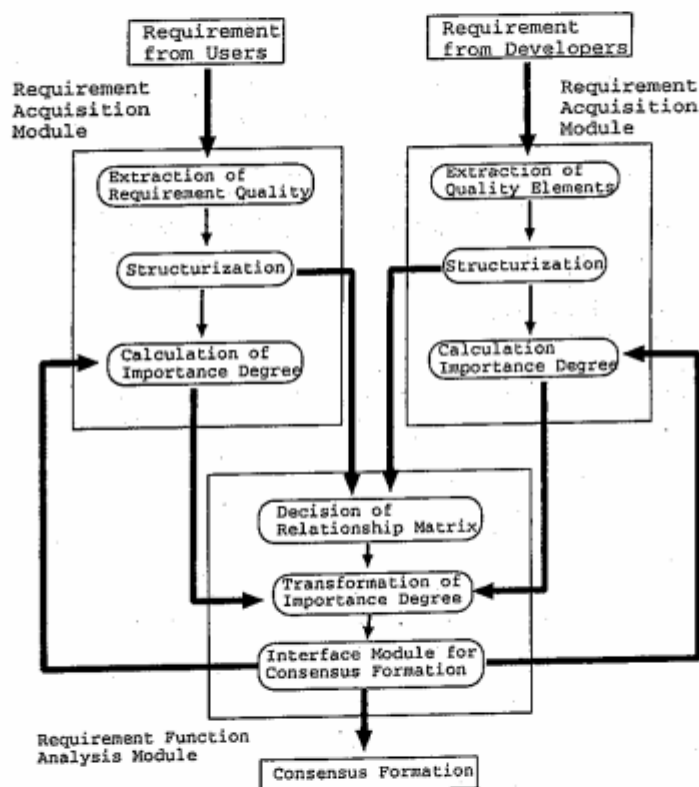 Requirement
from Users
Requirement
from Developers
Requirement
Acquisition
Module
Requirement
Acquisition
Module
Extraction of
Requirement Quality
Extraction of
Quality Elements
Structurization
Structurization
Calculation of
Importance Degree
Calculation
Importance Degree
Decision of
Relationship Matrix
Transformation of
Importance Degree
Interface Module for
Consensus Formation
Requirement Function
Analysis Module
Consensus Formation